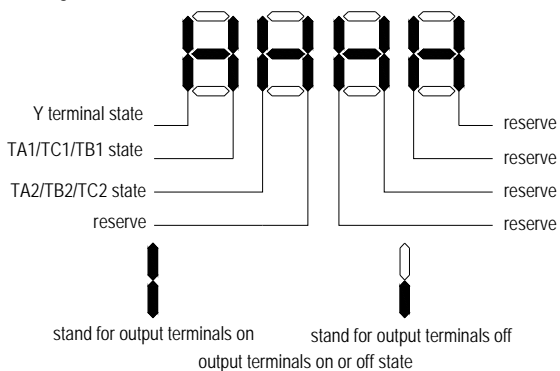 Y terminal state
reserve
TA1/TC1/TB1 state
reserve
TA2/TB2/TC2 state
reserve
reserve
reserve
stand for output terminals on
stand for output terminals off
output terminals on or off state